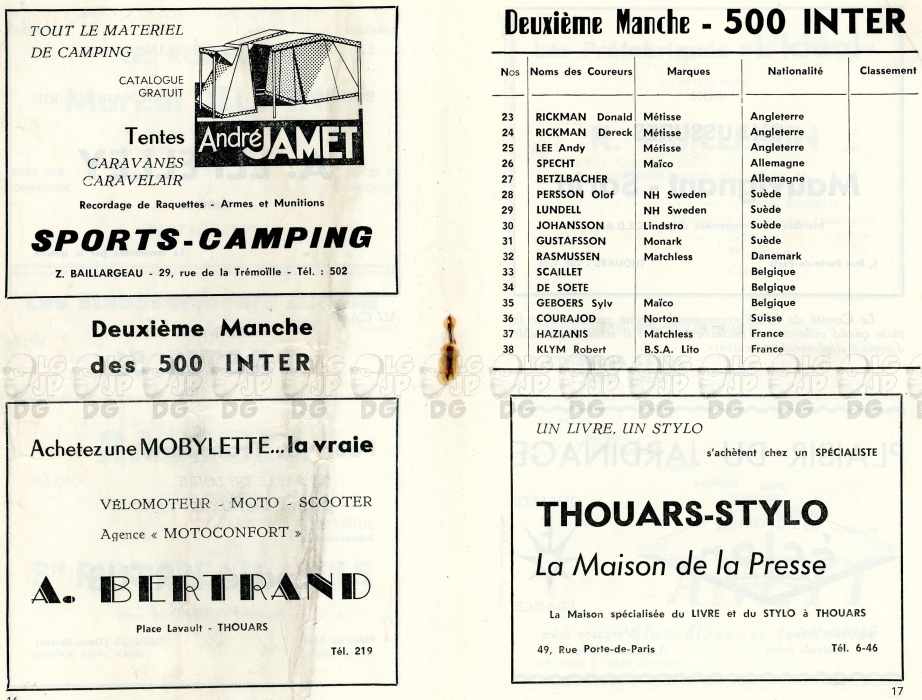 TOUT LE MATERIEL
DE CAMPING
CATALOGUE
GRATUIT
Tentes
André JAMET
CARAVANES
CARAVELAIR
Recordage de Raquettes - Armes et Munitions
SPORTS-CAMPING
Z. BAILLARGEAU - 29, rue de la Trémoïlle - Tél. : 502
Deuxième Manche
des 500 INTER
Achetez une MOBYLETTE...la vraie
VÉLOMOTEUR - MOTO - SCOOTER
Agence « MOTOCONFORT »
A. BERTRAND
Place Lavault - THOUARS
Tél. 219
16
Deuxième Manche - 500 INTER
Nos Noms des Coureurs Marques Nationalité Classement
23 RICKMAN Donald Métisse Angleterre
24 RICKMAN Dereck Métisse Angleterre
25 LEE Andy Métisse Angleterre
26 SPECHT Maïco Allemagne
27 BETZLBACHER Allemagne
28 PERSSON Olof NH Sweden Suède
29 LUNDELL NH Sweden Suède
30 JOHANSSON Lindstro Suède
31 GUSTAFSSON Monark Suède
32 RASMUSSEN Matchless Danemark
33 SCAILLET Belgique
34 DE SOETE Belgique
35 GEBOERS Sylv Maïco Belgique
36 COURAJOD Norton Suisse
37 HAZIANIS Matchless France
38 KLYM Robert B.S.A. Lito France
UN LIVRE, UN STYLO
s'achètent chez un SPÉCIALISTE
THOUARS-STYLO
La Maison de la Presse
La Maison spécialisée du LIVRE et du STYLO à THOUARS
49, Rue Porte-de-Paris Tél. 6-46
17